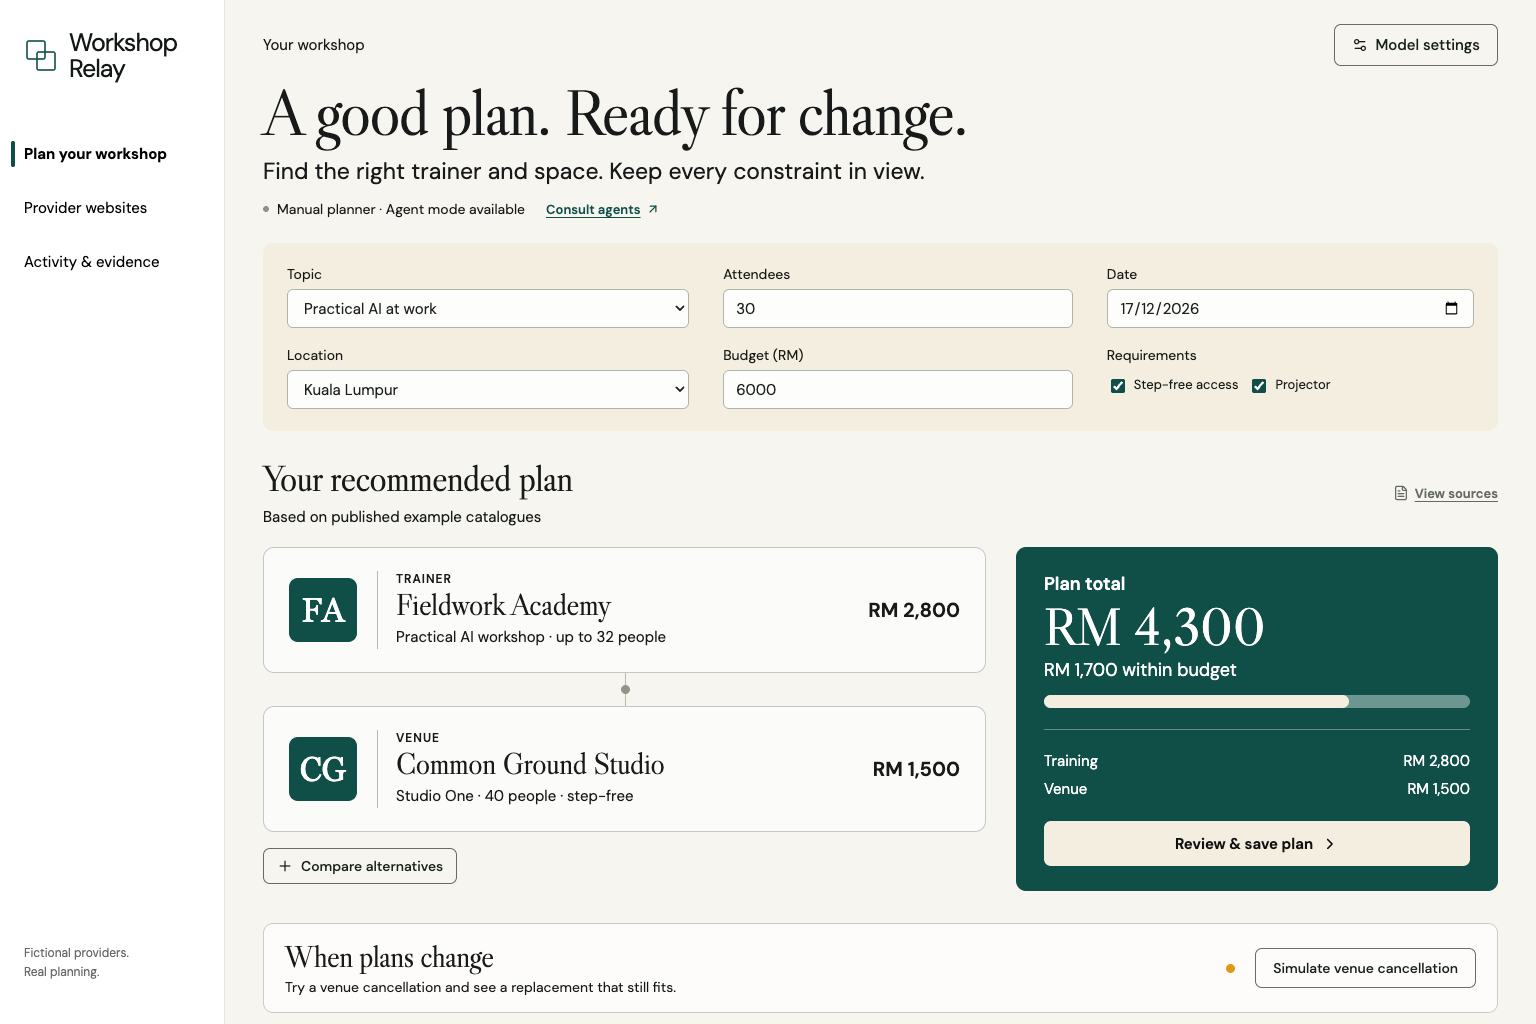 Workshop
Relay
Plan your workshop
Provider websites
Activity & evidence
Fictional providers.
Real planning.
Your workshop
Model settings
A good plan. Ready for change.
Find the right trainer and space. Keep every constraint in view.
Manual planner · Agent mode available Consult agents
Topic
Attendees
Date
Practical AI at work
30
17/12/2026
Location
Budget (RM)
Requirements
Kuala Lumpur
6000
Step-free access
Projector
Your recommended plan
Based on published example catalogues
View sources
FA
TRAINER
Fieldwork Academy
Practical AI workshop · up to 32 people
RM 2,800
CG
VENUE
Common Ground Studio
Studio One · 40 people · step-free
RM 1,500
Compare alternatives
Plan total
RM 4,300
RM 1,700 within budget
Training RM 2,800
Venue RM 1,500
Review & save plan
When plans change
Try a venue cancellation and see a replacement that still fits.
Simulate venue cancellation